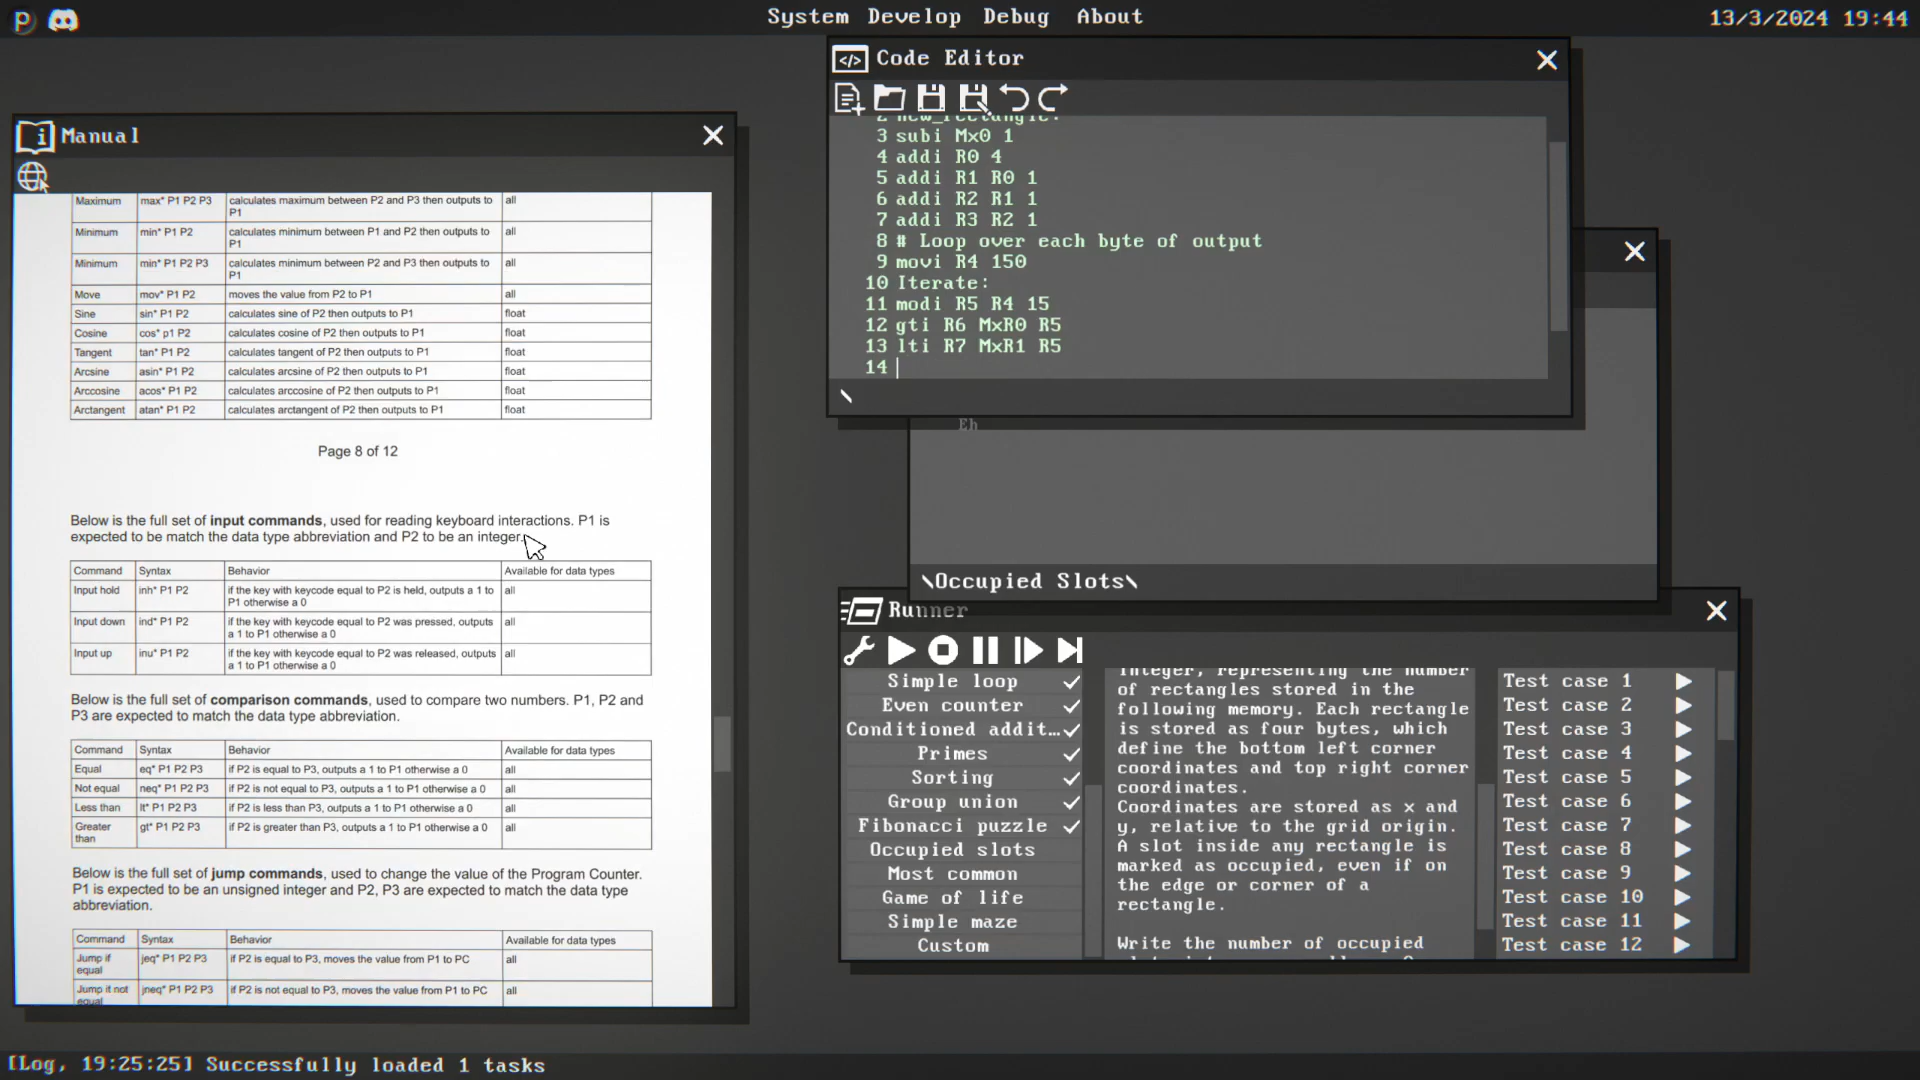 System Develop Debug About
13/3/2024 19:44
Manual
Maximum max* P1 P2 P3 calculates maximum between P2 and P3 then outputs to P1 all
Minimum min* P1 P2 calculates minimum between P1 and P2 then outputs to P1 all
Minimum min* P1 P2 P3 calculates minimum between P2 and P3 then outputs to P1 all
Move mov* P1 P2 moves the value from P2 to P1 all
Sine sin* P1 P2 calculates sine of P2 then outputs to P1 float
Cosine cos* p1 P2 calculates cosine of P2 then outputs to P1 float
Tangent tan* P1 P2 calculates tangent of P2 then outputs to P1 float
Arcsine asin* P1 P2 calculates arcsine of P2 then outputs to P1 float
Arccosine acos* P1 P2 calculates arccosine of P2 then outputs to P1 float
Arctangent atan* P1 P2 calculates arctangent of P2 then outputs to P1 float
Page 8 of 12
Below is the full set of input commands, used for reading keyboard interactions. P1 is
expected to be match the data type abbreviation and P2 to be an integer.
Command Syntax Behavior Available for data types
Input hold inh* P1 P2 if the key with keycode equal to P2 is held, outputs a 1 to P1 otherwise a 0 all
Input down ind* P1 P2 if the key with keycode equal to P2 was pressed, outputs a 1 to P1 otherwise a 0 all
Input up inu* P1 P2 if the key with keycode equal to P2 was released, outputs a 1 to P1 otherwise a 0 all
Below is the full set of comparison commands, used to compare two numbers. P1, P2 and
P3 are expected to match the data type abbreviation.
Command Syntax Behavior Available for data types
Equal eq* P1 P2 P3 if P2 is equal to P3, outputs a 1 to P1 otherwise a 0 all
Not equal neq* P1 P2 P3 if P2 is not equal to P3, outputs a 1 to P1 otherwise a 0 all
Less than lt* P1 P2 P3 if P2 is less than P3, outputs a 1 to P1 otherwise a 0 all
Greater than gt* P1 P2 P3 if P2 is greater than P3, outputs a 1 to P1 otherwise a 0 all
Below is the full set of jump commands, used to change the value of the Program Counter.
P1 is expected to be an unsigned integer and P2, P3 are expected to match the data type
abbreviation.
Command Syntax Behavior Available for data types
Jump if equal jeq* P1 P2 P3 if P2 is equal to P3, moves the value from P1 to PC all
Jump it not equal jneq* P1 P2 P3 if P2 is not equal to P3, moves the value from P1 to PC all
Code Editor
2 new_rectangle:
3 subi Mx0 1
4 addi R0 4
5 addi R1 R0 1
6 addi R2 R1 1
7 addi R3 R2 1
8 # Loop over each byte of output
9 movi R4 150
10 Iterate:
11 modi R5 R4 15
12 gti R6 MxR0 R5
13 lti R7 MxR1 R5
14
\
Eh
\Occupied Slots\
Runner
Simple loop
Even counter
Conditioned addit...
Primes
Sorting
Group union
Fibonacci puzzle
Occupied slots
Most common
Game of life
Simple maze
Custom
Integer, representing the number
of rectangles stored in the
following memory. Each rectangle
is stored as four bytes, which
define the bottom left corner
coordinates and top right corner
coordinates.
Coordinates are stored as x and
y, relative to the grid origin.
A slot inside any rectangle is
marked as occupied, even if on
the edge or corner of a
rectangle.
Write the number of occupied
Test case 1
Test case 2
Test case 3
Test case 4
Test case 5
Test case 6
Test case 7
Test case 8
Test case 9
Test case 10
Test case 11
Test case 12
[Log, 19:25:25] Successfully loaded 1 tasks